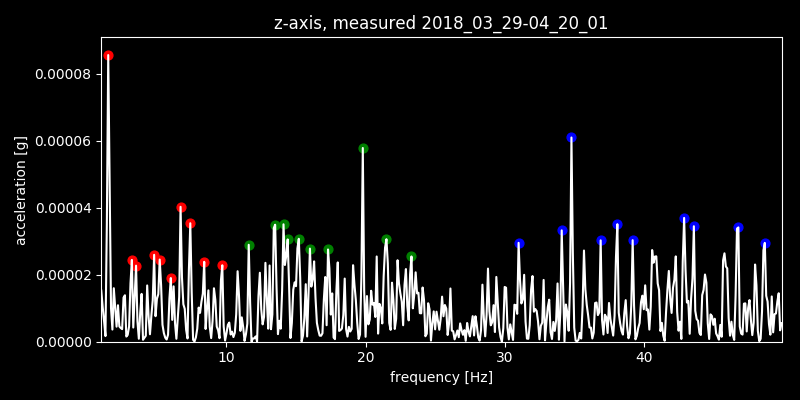 z-axis, measured 2018_03_29-04_20_01
0.00008
0.00006
0.00004
0.00002
0.00000
acceleration [g]
10 20 30 40
frequency [Hz]